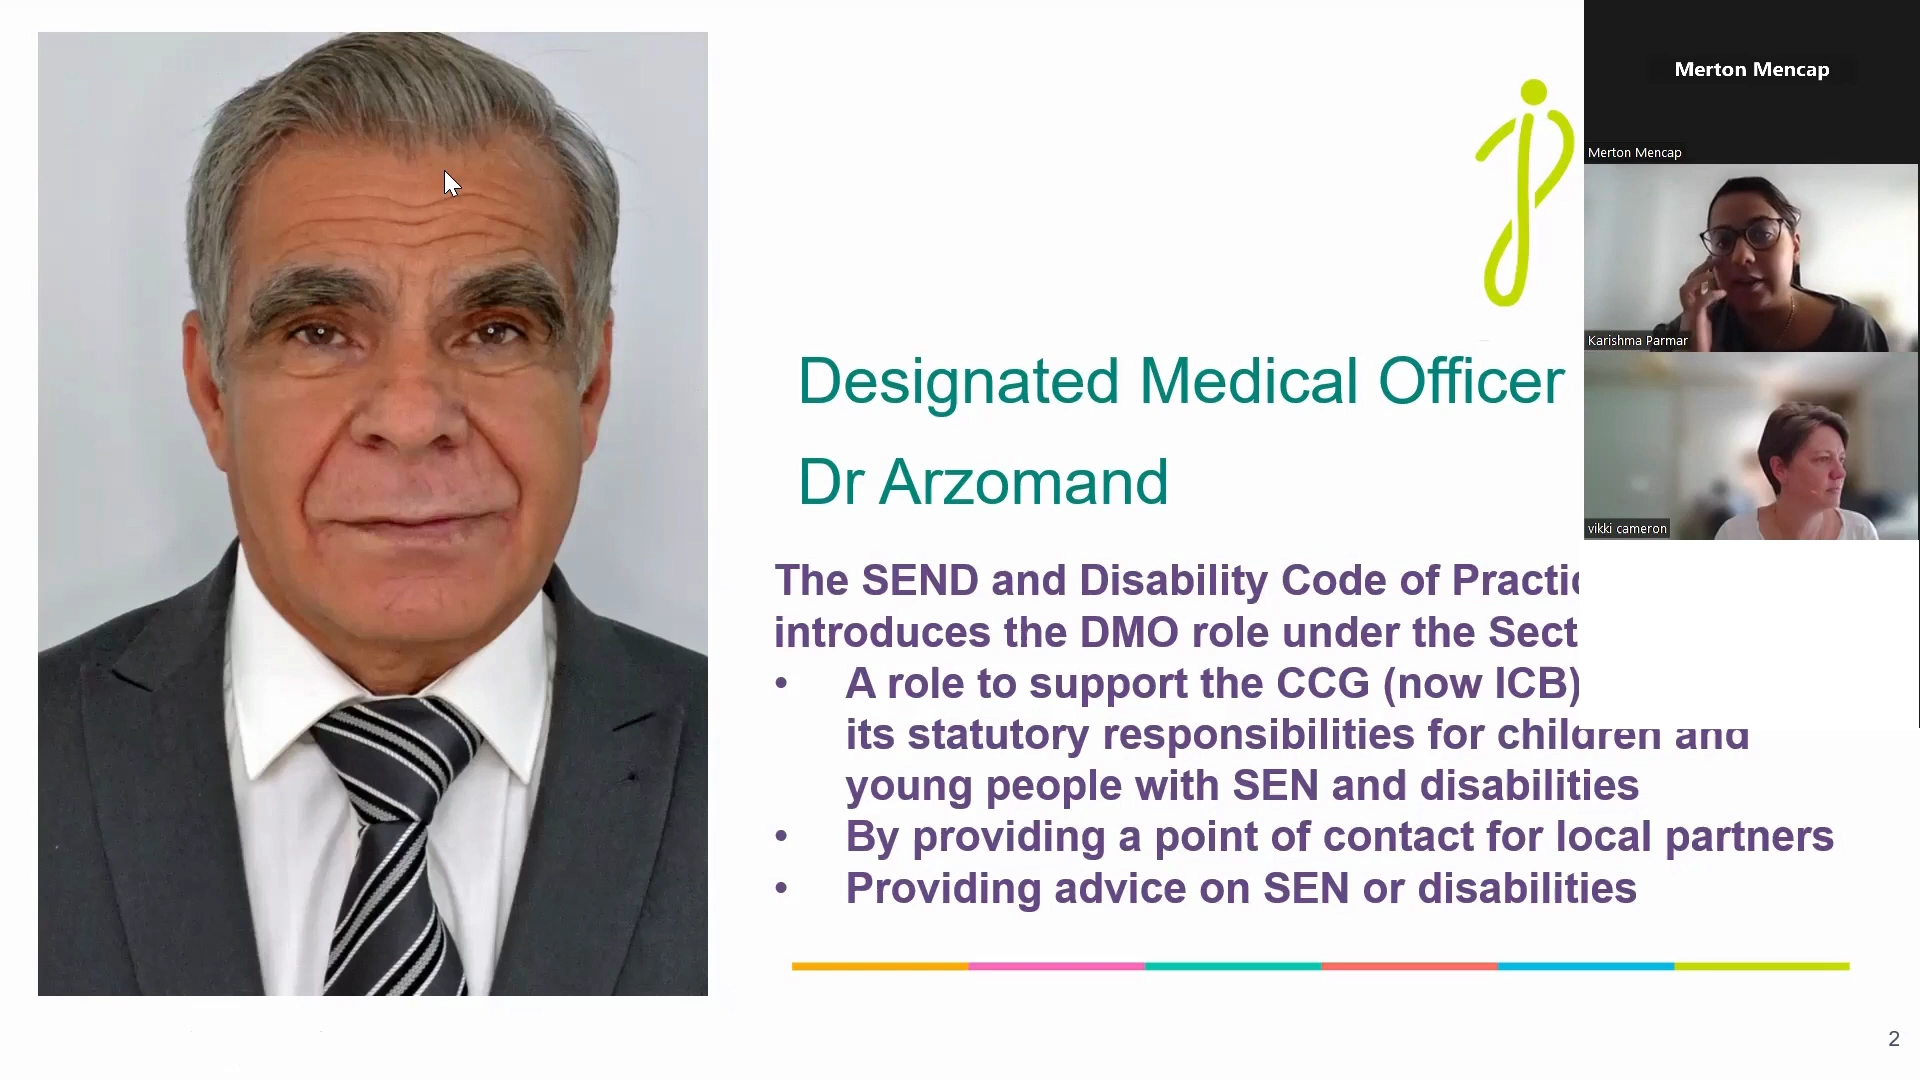 Merton Mencap
Merton Mencap
Karishma Parmar
vikki cameron
Designated Medical Officer
Dr Arzomand
The SEND and Disability Code of
introduces the DMO role under the
• A role to support the CCG (now ICB)
its statutory responsibilities for children and
young people with SEN and disabilities
• By providing a point of contact for local partners
• Providing advice on SEN or disabilities
2